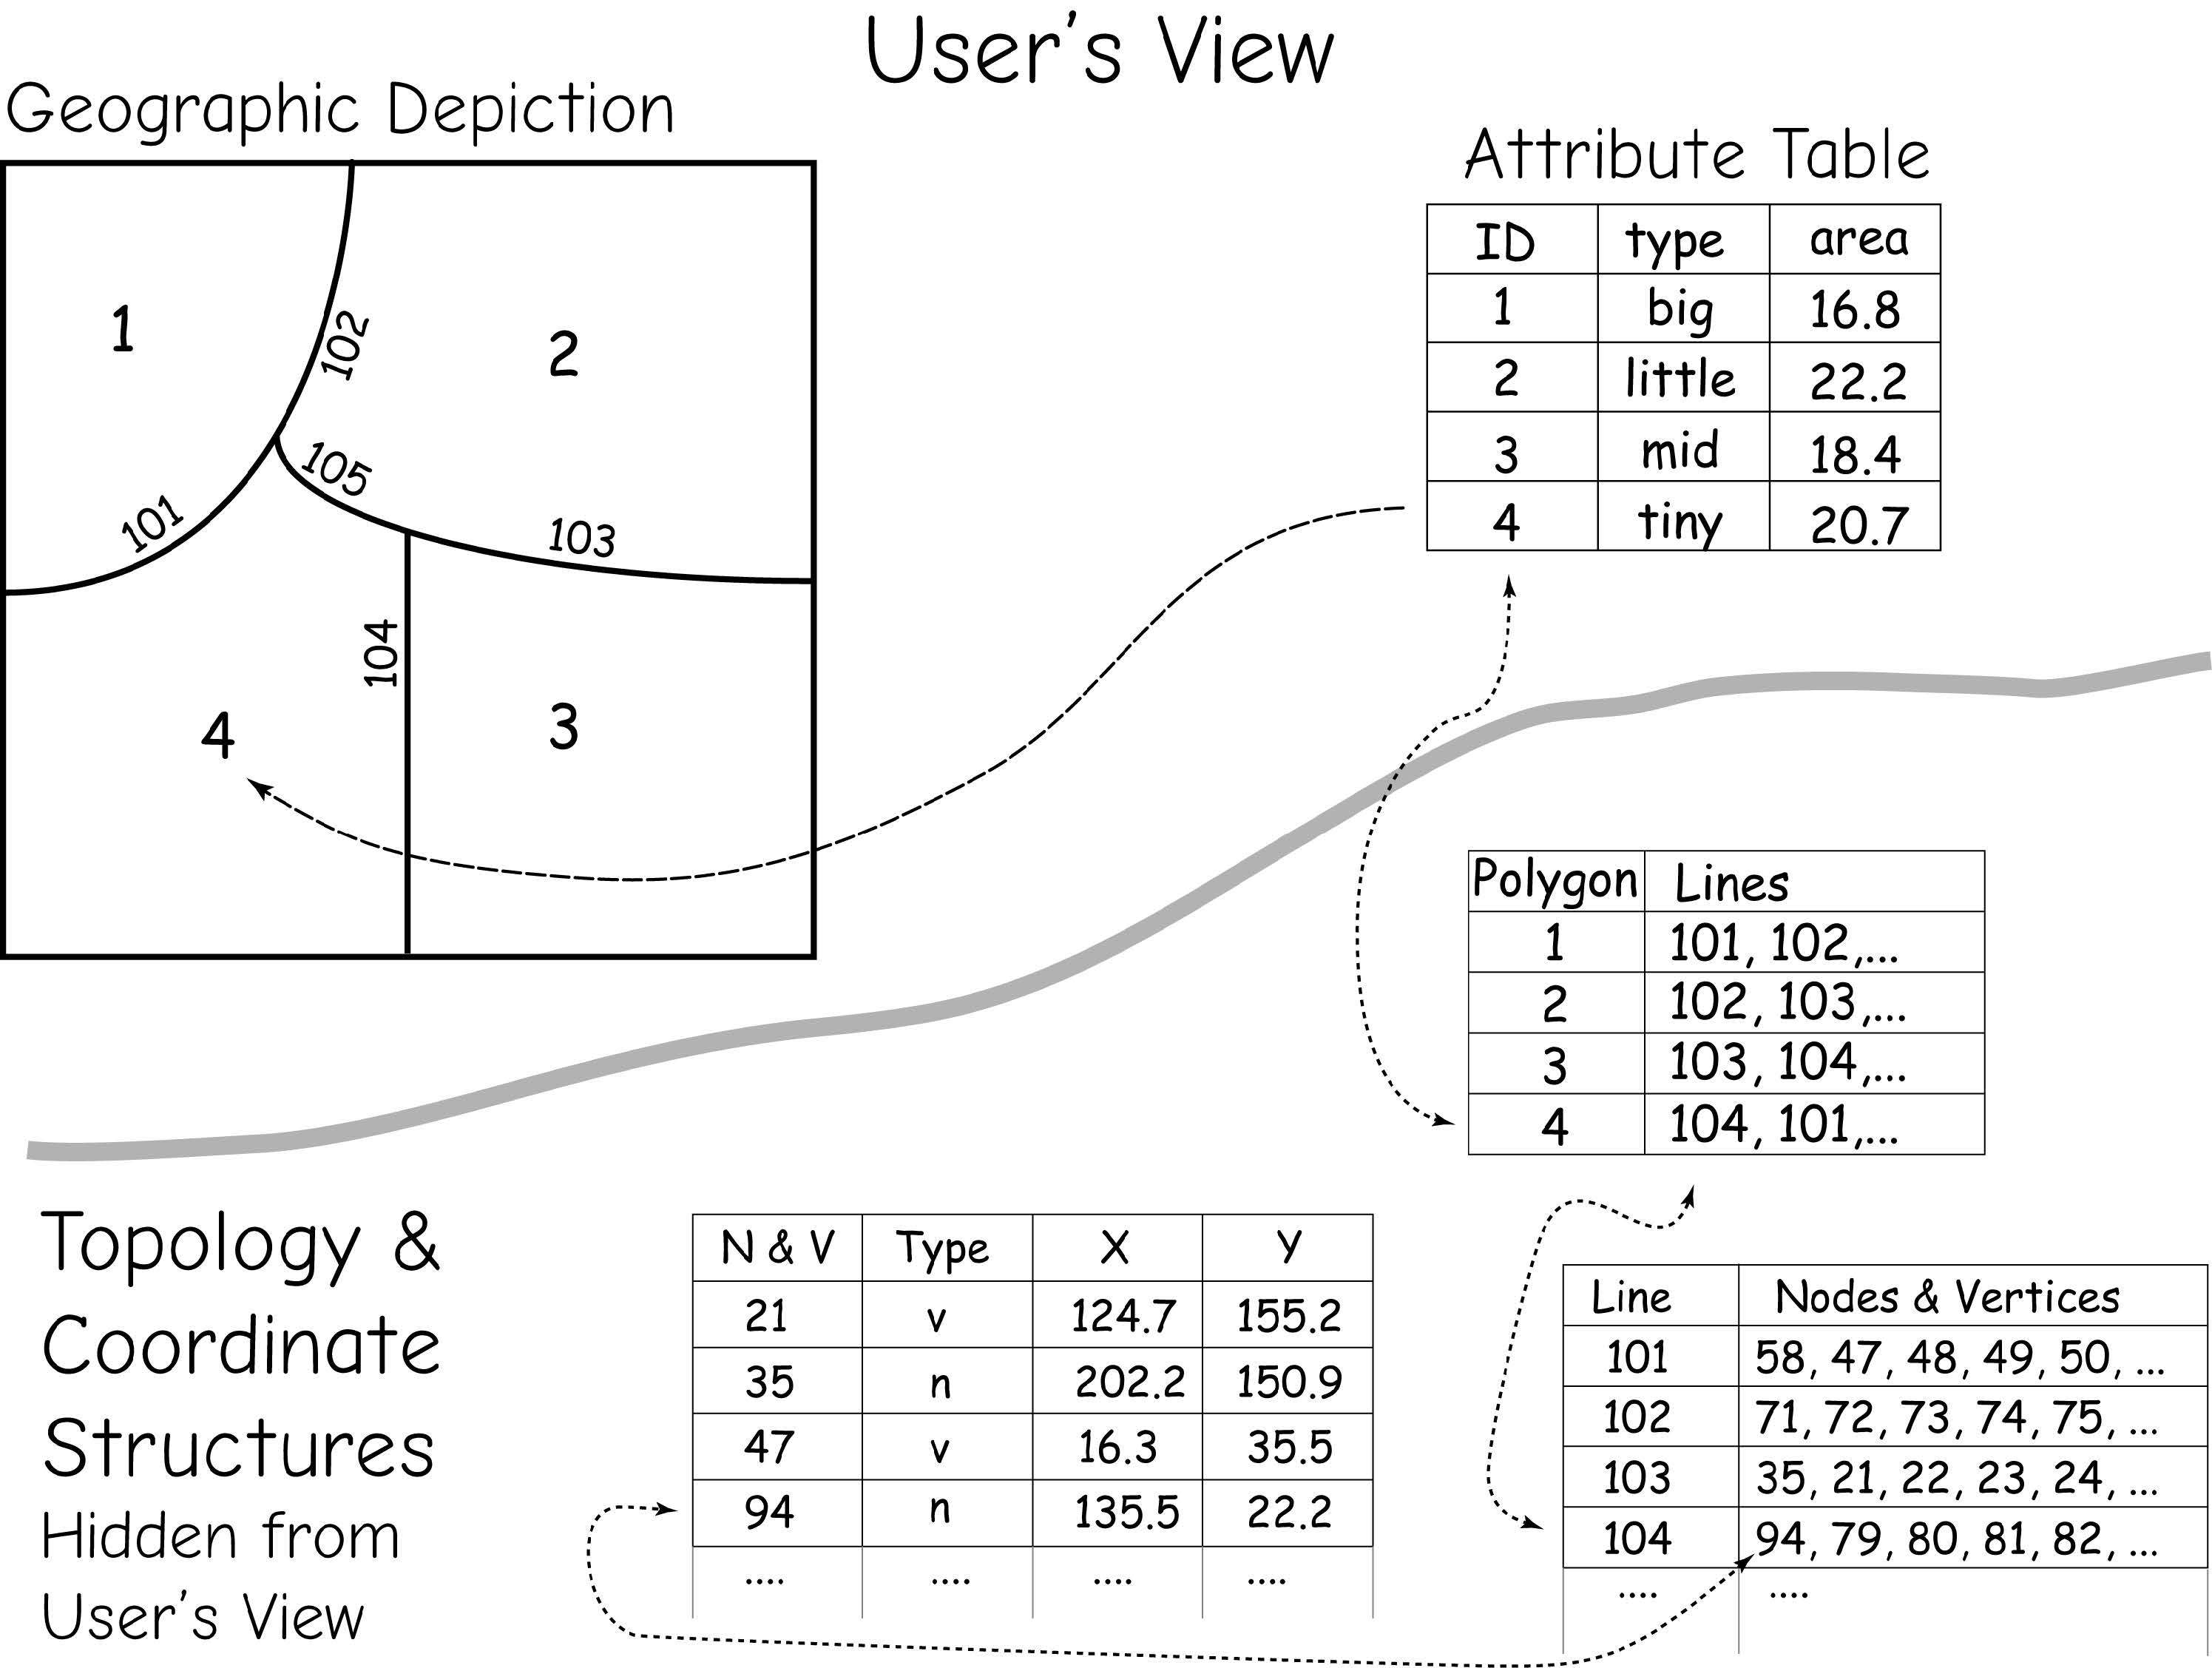 User's View
Geographic Depiction
1
2
102
105
101
103
104
4
3
Attribute Table
ID type area
1 big 16.8
2 little 22.2
3 mid 18.4
4 tiny 20.7
Polygon Lines
1 101, 102,...
2 102, 103,...
3 103, 104,...
4 104, 101,...
Topology &
Coordinate
Structures
Hidden from
User's View
N & V Type X Y
21 v 124.7 155.2
35 n 202.2 150.9
47 v 16.3 35.5
94 n 135.5 22.2
.... .... .... ....
Line Nodes & Vertices
101 58, 47, 48, 49, 50, ...
102 71, 72, 73, 74, 75, ...
103 35, 21, 22, 23, 24, ...
104 94, 79, 80, 81, 82, ...
.... ....